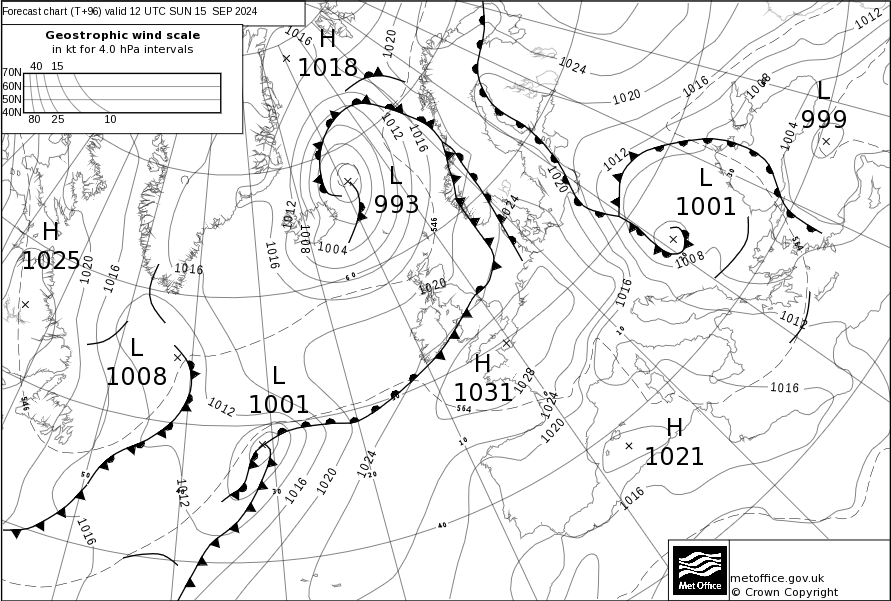 Forecast chart (T+96) valid 12 UTC SUN 15 SEP 2024
Geostrophic wind scale
in kt for 4.0 hPa intervals
40 15
70N
60N
50N
40N
80 25 10
H
1018
L
993
H
1025
L
1008
L
1001
H
1031
H
1021
L
1001
L
999
1016
1020
1024
1020
1016
1008
1012
1004
1012
1016
1012
1020
1024
1012
1008
1004
1016
1020
1016
1016
1020
546
60
1016
1008
564
1012
1016
10
1028
1024
1020
564
546
1012
50
1012
1016
30
1016
1020
1024
20
10
40
1016
Met Office
metoffice.gov.uk
© Crown Copyright